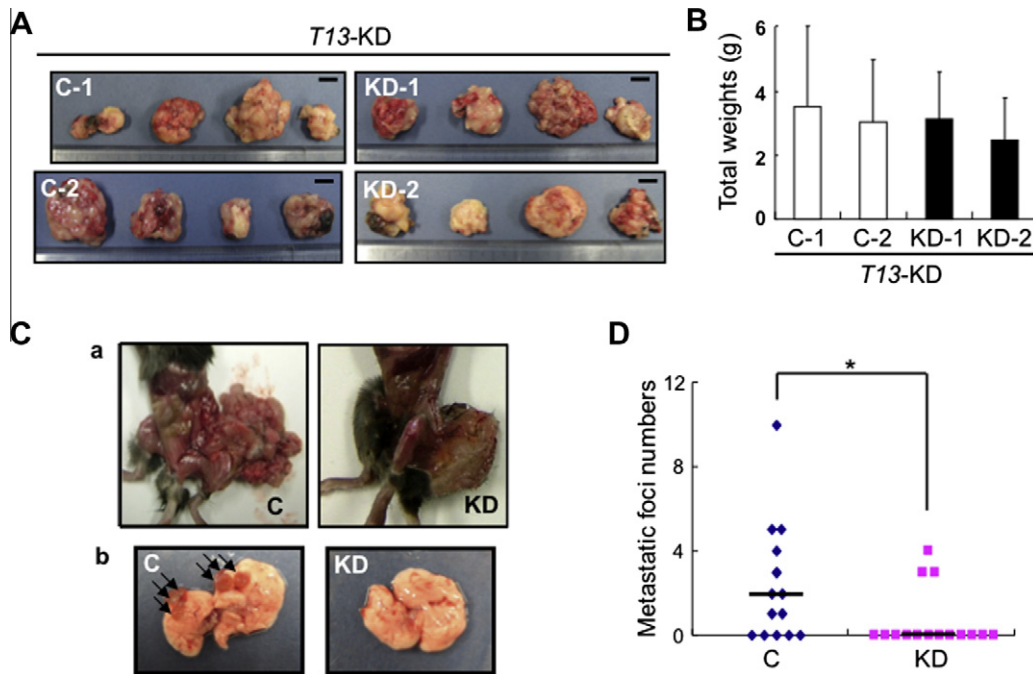 A
T13-KD
C-1
KD-1
C-2
KD-2
B
Total weights (g)
6
4
2
0
C-1 C-2 KD-1 KD-2
T13-KD
C
a
C
KD
b
C
KD
D
Metastatic foci numbers
12
8
4
0
*
C KD